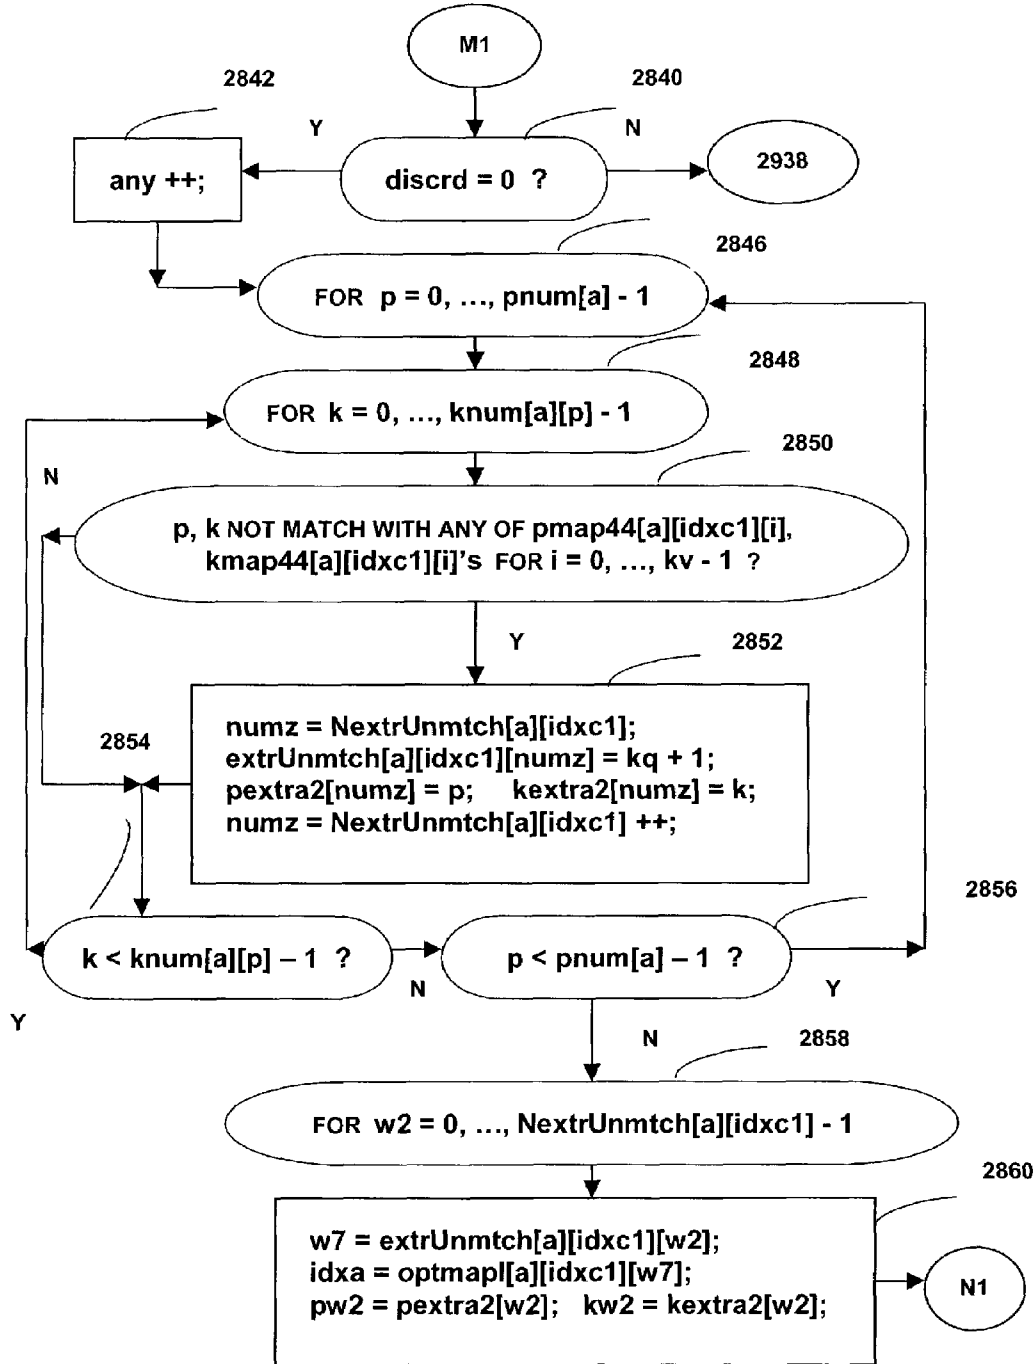 M1
2842
2840
Y
N
any ++;
discrd = 0 ?
2938
2846
FOR p = 0, ..., pnum[a] - 1
2848
FOR k = 0, ..., knum[a][p] - 1
2850
N
p, k NOT MATCH WITH ANY OF pmap44[a][idxc1][i],
kmap44[a][idxc1][i]'s FOR i = 0, ..., kv - 1 ?
Y
2852
2854
numz = NextrUnmtch[a][idxc1];
extrUnmtch[a][idxc1][numz] = kq + 1;
pextra2[numz] = p; kextra2[numz] = k;
numz = NextrUnmtch[a][idxc1] ++;
2856
k < knum[a][p] – 1 ?
p < pnum[a] – 1 ?
N
Y
Y
N
2858
FOR w2 = 0, ..., NextrUnmtch[a][idxc1] - 1
2860
w7 = extrUnmtch[a][idxc1][w2];
idxa = optmapI[a][idxc1][w7];
pw2 = pextra2[w2]; kw2 = kextra2[w2];
N1